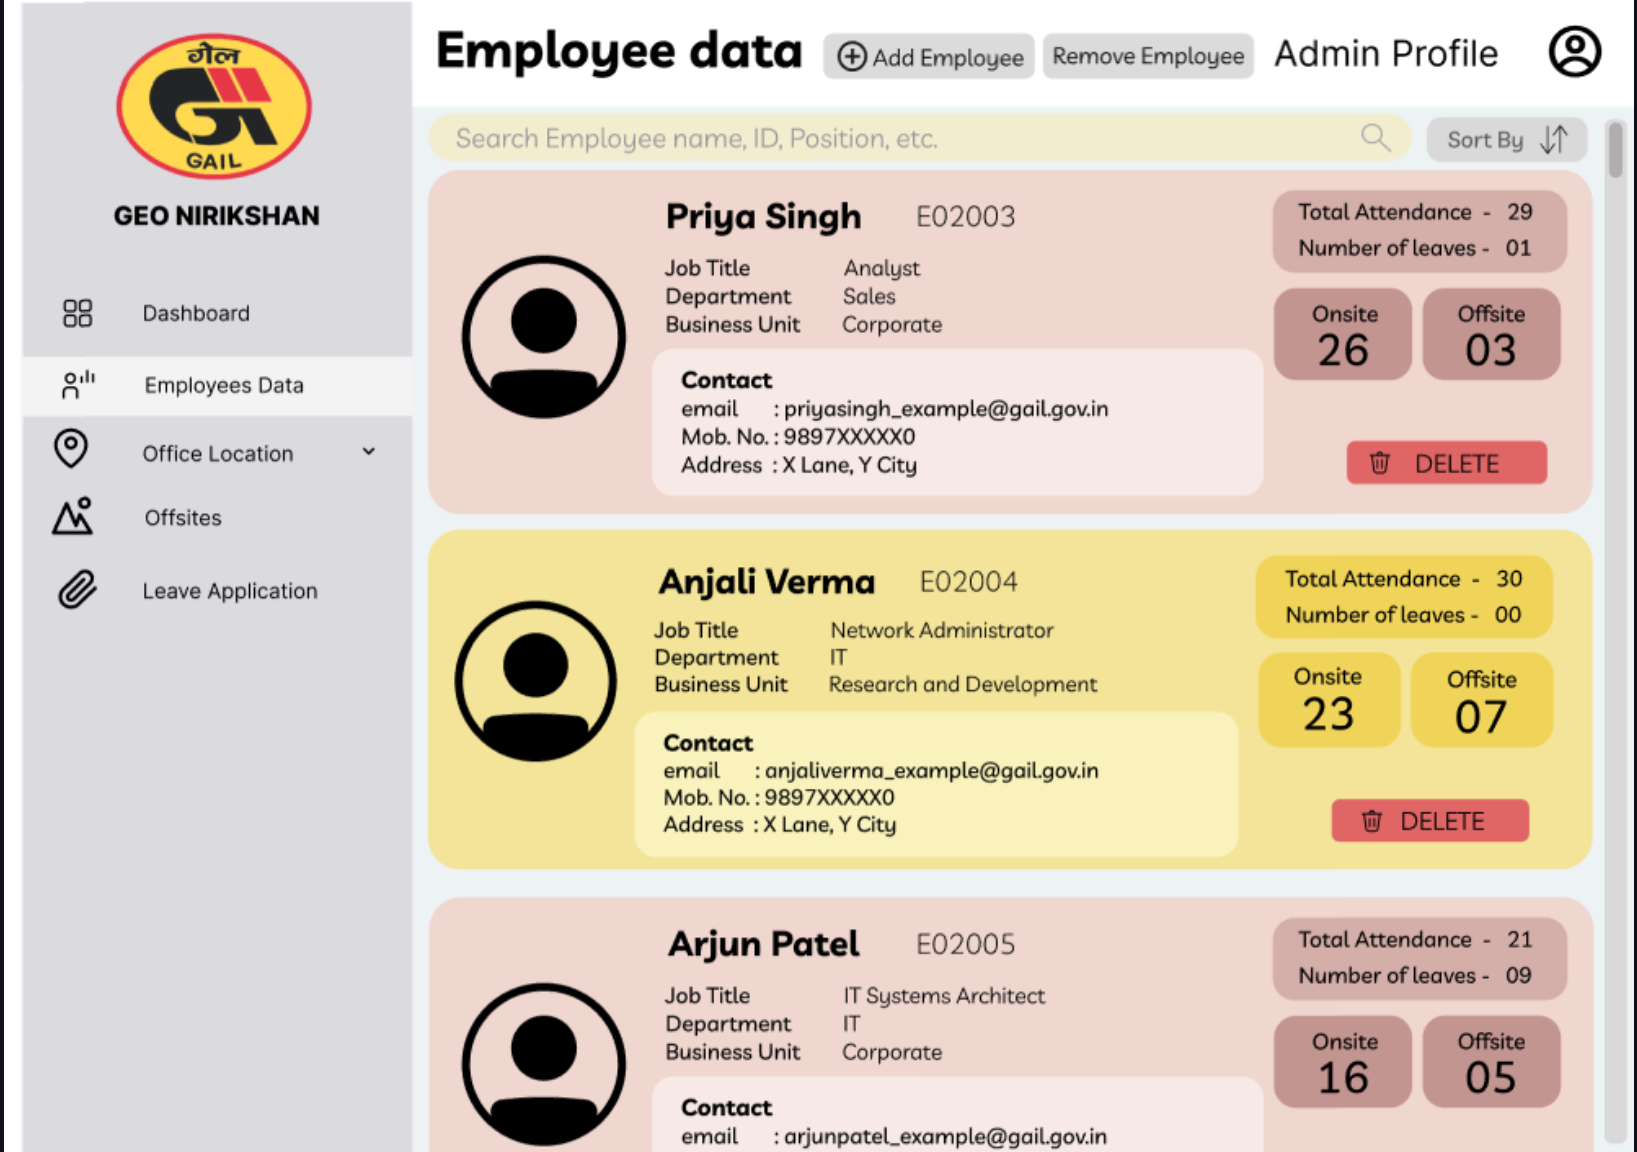 गेल
GAIL
GEO NIRIKSHAN
Dashboard
Employees Data
Office Location
Offsites
Leave Application
Employee data
Add Employee
Remove Employee
Admin Profile
Search Employee name, ID, Position, etc.
Sort By
Priya Singh E02003
Job Title Analyst
Department Sales
Business Unit Corporate
Contact
email : priyasingh_example@gail.gov.in
Mob. No. : 9897XXXXX0
Address : X Lane, Y City
Total Attendance - 29
Number of leaves - 01
Onsite
26
Offsite
03
DELETE
Anjali Verma E02004
Job Title Network Administrator
Department IT
Business Unit Research and Development
Contact
email : anjaliverma_example@gail.gov.in
Mob. No. : 9897XXXXX0
Address : X Lane, Y City
Total Attendance - 30
Number of leaves - 00
Onsite
23
Offsite
07
DELETE
Arjun Patel E02005
Job Title IT Systems Architect
Department IT
Business Unit Corporate
Contact
email : arjunpatel_example@gail.gov.in
Total Attendance - 21
Number of leaves - 09
Onsite
16
Offsite
05